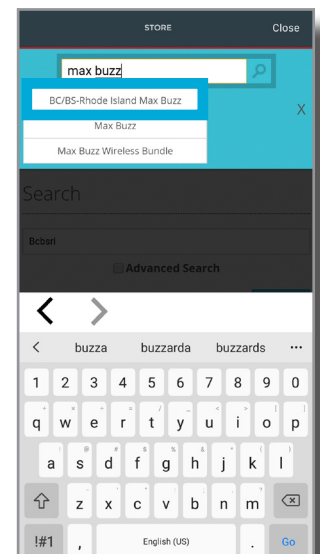 STORE Close
max buzz
BC/BS-Rhode Island Max Buzz
X
Max Buzz
Max Buzz Wireless Bundle
Search
Bcbsri
Advanced Search
buzza buzzarda buzzards ...
1 2 3 4 5 6 7 8 9 0
q w e r t y u i o p
a s d f g h j k l
z x c v b n m
!#1 , English (US) . Go